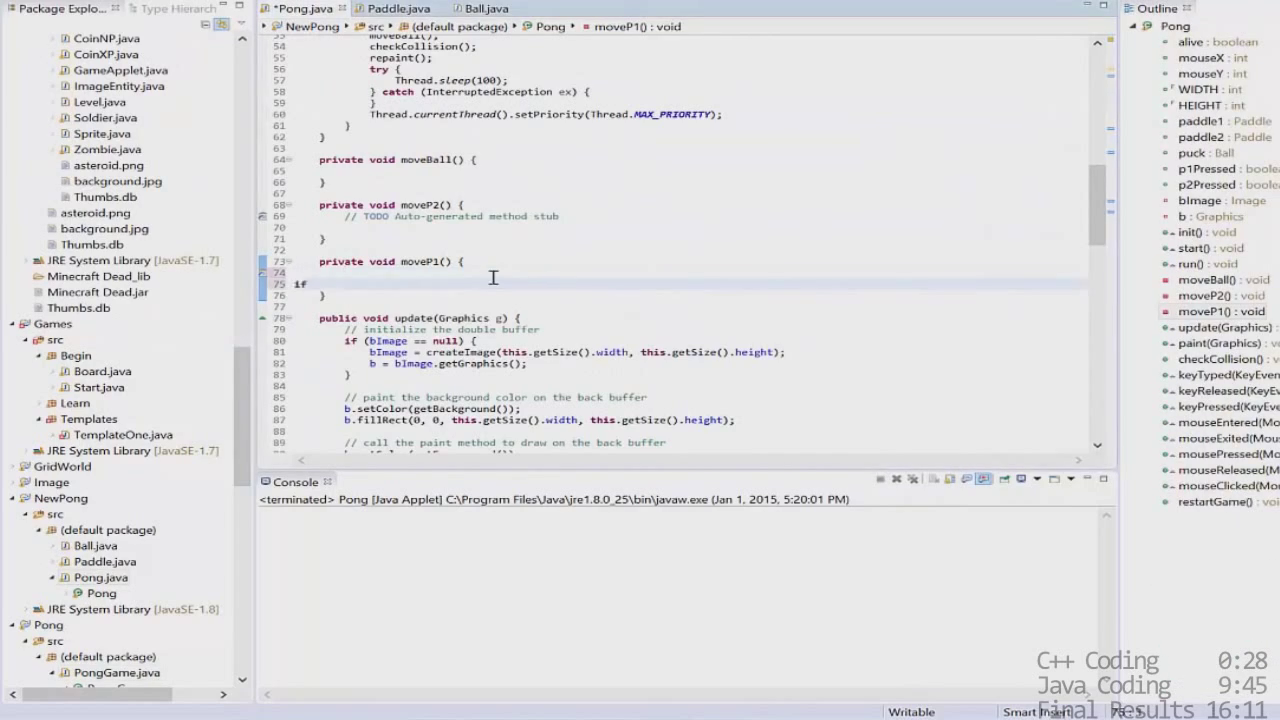 Package Explo...
Type Hierarch
CoinNP.java
CoinXP.java
GameApplet.java
ImageEntity.java
Level.java
Soldier.java
Sprite.java
Zombie.java
asteroid.png
background.jpg
Thumbs.db
asteroid.png
background.jpg
Thumbs.db
JRE System Library [JavaSE-1.7]
Minecraft Dead_lib
Minecraft Dead.jar
Thumbs.db
Games
src
Begin
Board.java
Start.java
Learn
Templates
TemplateOne.java
JRE System Library [JavaSE-1.7]
GridWorld
Image
NewPong
src
(default package)
Ball.java
Paddle.java
Pong.java
Pong
JRE System Library [JavaSE-1.8]
Pong
src
(default package)
PongGame.java
*Pong.java
Paddle.java
Ball.java
NewPong
src
(default package)
Pong
moveP1() : void
53 moveBall();
54 checkCollision();
55 repaint();
56 try {
57 Thread.sleep(100);
58 } catch (InterruptedException ex) {
59 }
60 Thread.currentThread().setPriority(Thread.MAX_PRIORITY);
61 }
62 }
63
64 private void moveBall() {
65
66 }
67
68 private void moveP2() {
69 // TODO Auto-generated method stub
70
71 }
72
73 private void moveP1() {
74
75 if
76 }
77
78 public void update(Graphics g) {
79 // initialize the double buffer
80 if (bImage == null) {
81 bImage = createImage(this.getSize().width, this.getSize().height);
82 b = bImage.getGraphics();
83 }
84
85 // paint the background color on the back buffer
86 b.setColor(getBackground());
87 b.fillRect(0, 0, this.getSize().width, this.getSize().height);
88
89 // call the paint method to draw on the back buffer
Console
<terminated> Pong [Java Applet] C:\Program Files\Java\jre1.8.0_25\bin\javaw.exe (Jan 1, 2015, 5:20:01 PM)
Outline
Pong
alive : boolean
mouseX : int
mouseY : int
WIDTH : int
HEIGHT : int
paddle1 : Paddle
paddle2 : Paddle
puck : Ball
p1Pressed : boolean
p2Pressed : boolean
bImage : Image
b : Graphics
init() : void
start() : void
run() : void
moveBall() : void
moveP2() : void
moveP1() : void
update(Graphics) :
paint(Graphics) : v
checkCollision() :
keyTyped(KeyEven
keyReleased(KeyE
keyPressed(KeyEve
mouseEntered(Mo
mouseExited(Mou
mousePressed(Mo
mouseReleased(M
mouseClicked(Mou
restartGame() : vo
C++ Coding 0:28
Java Coding 9:45
Final Results 16:11
Writable
Smart Insert